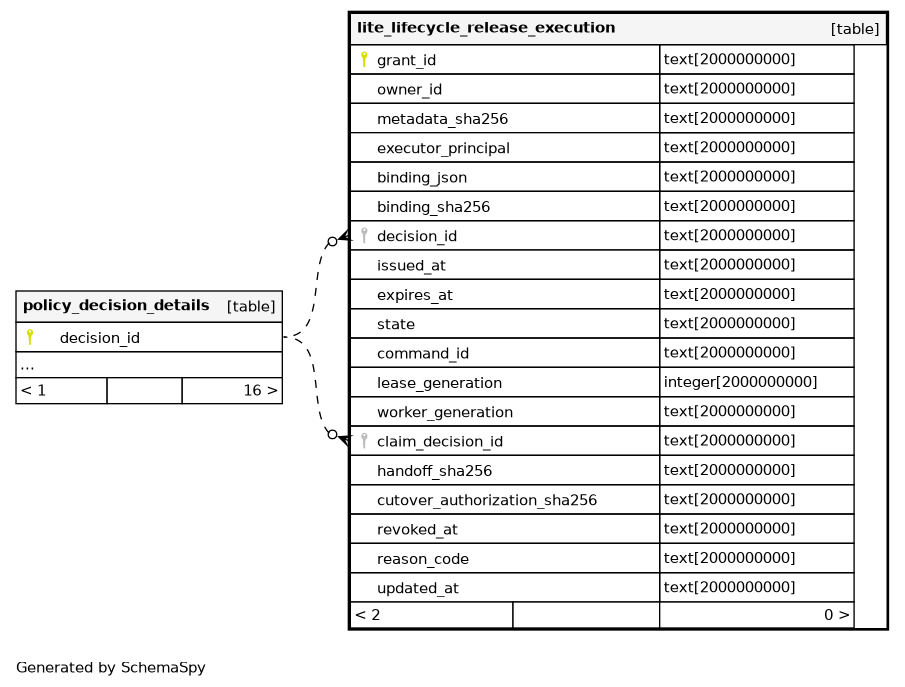 lite_lifecycle_release_execution [table]
grant_id text[2000000000]
owner_id text[2000000000]
metadata_sha256 text[2000000000]
executor_principal text[2000000000]
binding_json text[2000000000]
binding_sha256 text[2000000000]
decision_id text[2000000000]
issued_at text[2000000000]
expires_at text[2000000000]
state text[2000000000]
command_id text[2000000000]
lease_generation integer[2000000000]
worker_generation text[2000000000]
claim_decision_id text[2000000000]
handoff_sha256 text[2000000000]
cutover_authorization_sha256 text[2000000000]
revoked_at text[2000000000]
reason_code text[2000000000]
updated_at text[2000000000]
< 2 0 >
policy_decision_details [table]
decision_id
...
< 1 16 >
Generated by SchemaSpy